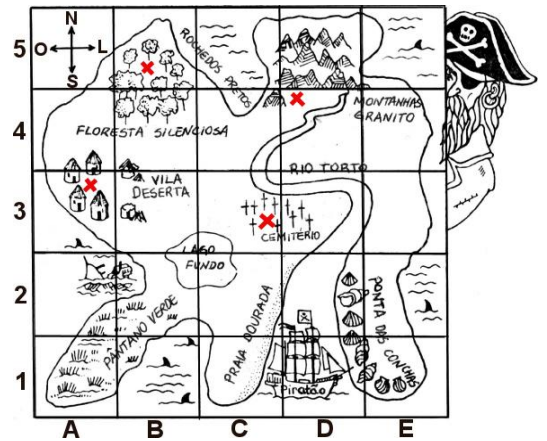 5
N
O
L
S
ROCHEDOS PRETOS
4
FLORESTA SILENCIOSA
MONTANHAS
GRANITO
RIO TORTO
3
VILA
DESERTA
CEMITÉRIO
2
LAGO
FUNDO
PÂNTANO VERDE
PRAIA DOURADA
PONTA DAS CONCHAS
1
Piratão
A
B
C
D
E